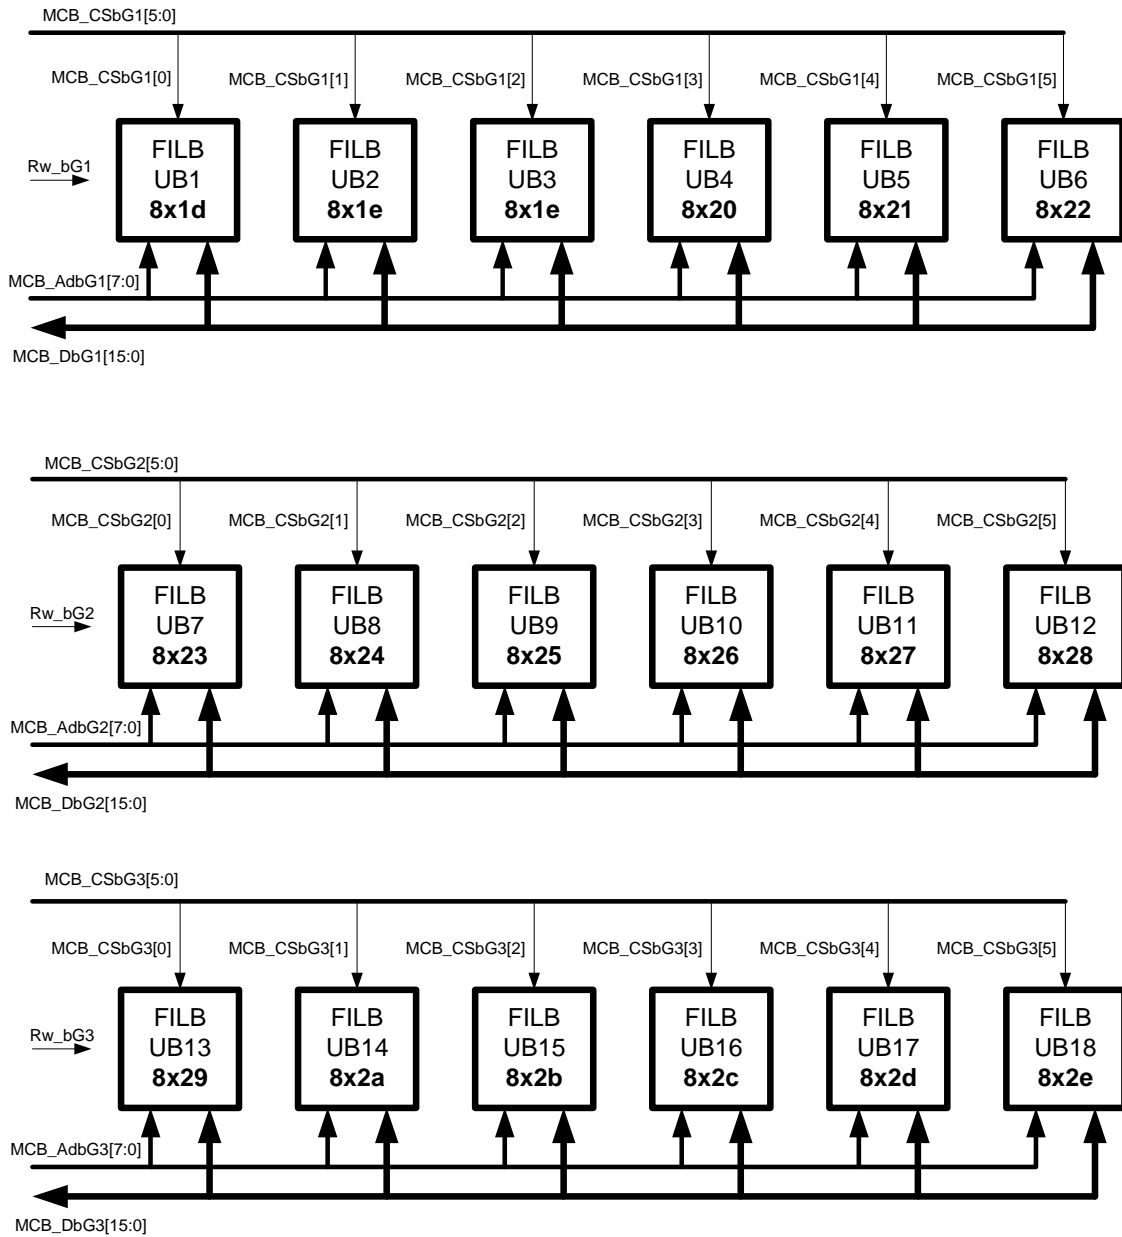 MCB_CSbG1[5:0]
MCB_CSbG1[0]
MCB_CSbG1[1]
MCB_CSbG1[2]
MCB_CSbG1[3]
MCB_CSbG1[4]
MCB_CSbG1[5]
Rw_bG1
FILB
UB1
8x1d
FILB
UB2
8x1e
FILB
UB3
8x1e
FILB
UB4
8x20
FILB
UB5
8x21
FILB
UB6
8x22
MCB_AdbG1[7:0]
MCB_DbG1[15:0]
MCB_CSbG2[5:0]
MCB_CSbG2[0]
MCB_CSbG2[1]
MCB_CSbG2[2]
MCB_CSbG2[3]
MCB_CSbG2[4]
MCB_CSbG2[5]
Rw_bG2
FILB
UB7
8x23
FILB
UB8
8x24
FILB
UB9
8x25
FILB
UB10
8x26
FILB
UB11
8x27
FILB
UB12
8x28
MCB_AdbG2[7:0]
MCB_DbG2[15:0]
MCB_CSbG3[5:0]
MCB_CSbG3[0]
MCB_CSbG3[1]
MCB_CSbG3[2]
MCB_CSbG3[3]
MCB_CSbG3[4]
MCB_CSbG3[5]
Rw_bG3
FILB
UB13
8x29
FILB
UB14
8x2a
FILB
UB15
8x2b
FILB
UB16
8x2c
FILB
UB17
8x2d
FILB
UB18
8x2e
MCB_AdbG3[7:0]
MCB_DbG3[15:0]